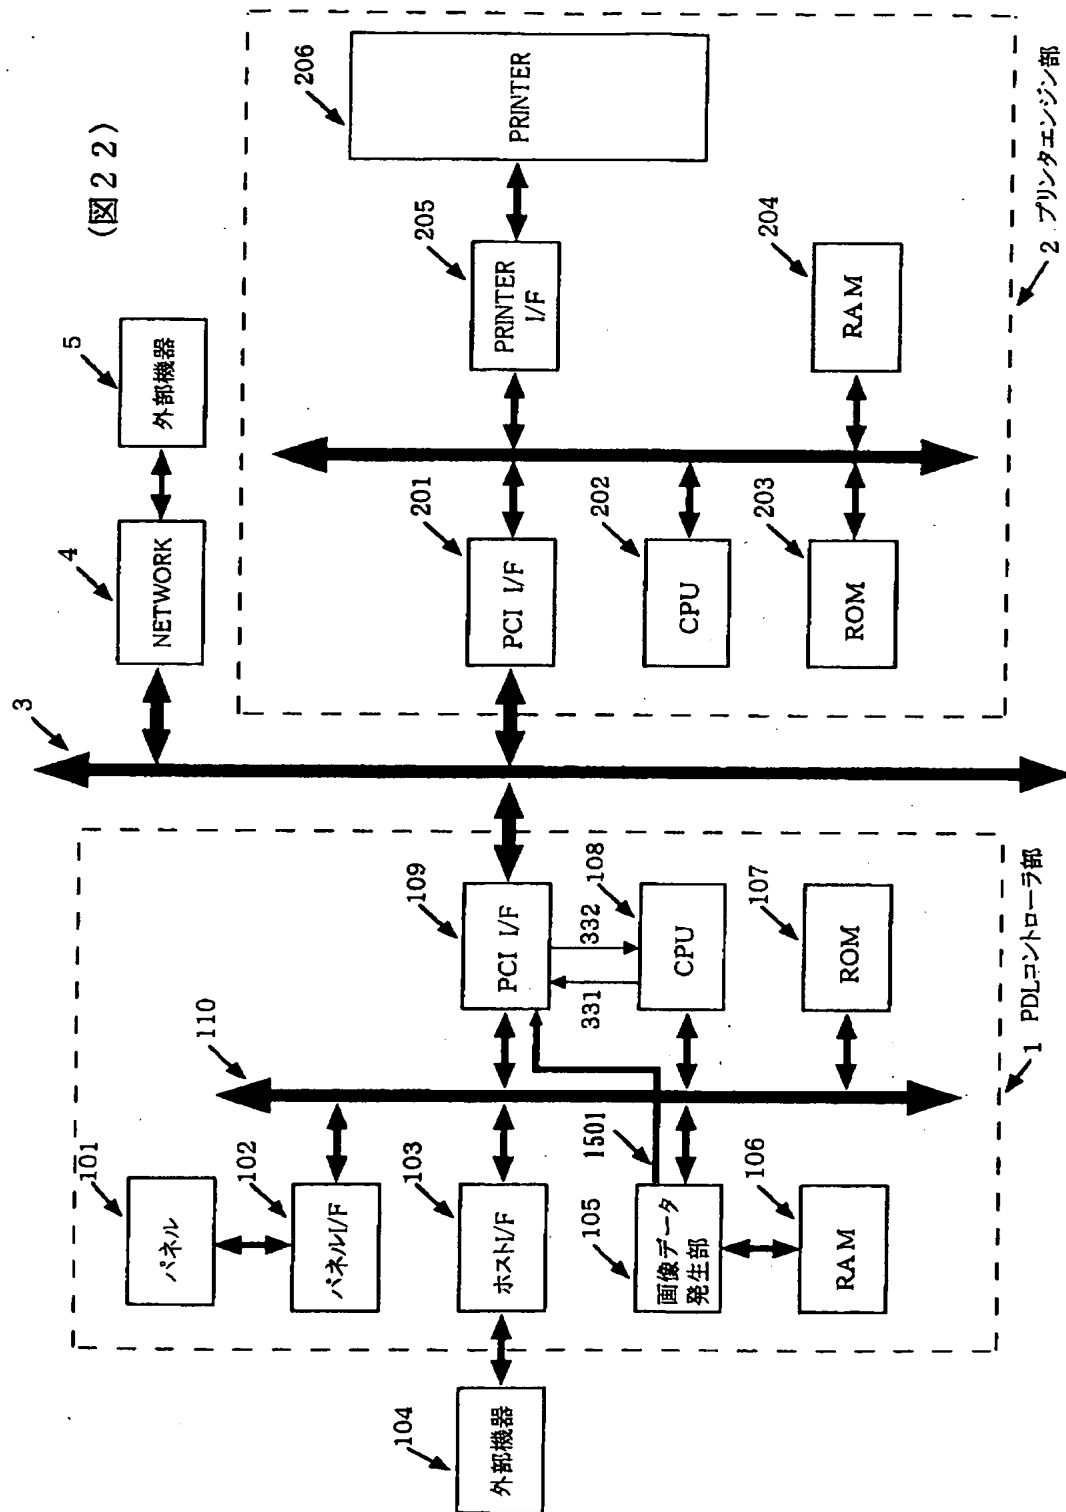 (図22)
104
外部機器
101
パネル
102
パネルI/F
103
ホストI/F
105
画像データ
発生部
106
RAM
1501
110
109
PCI I/F
331
332
108
CPU
107
ROM
1 PDLコントローラ部
3
4
NETWORK
5
外部機器
201
PCI I/F
202
CPU
203
ROM
205
PRINTER
I/F
204
RAM
206
PRINTER
2 プリンタエンジン部